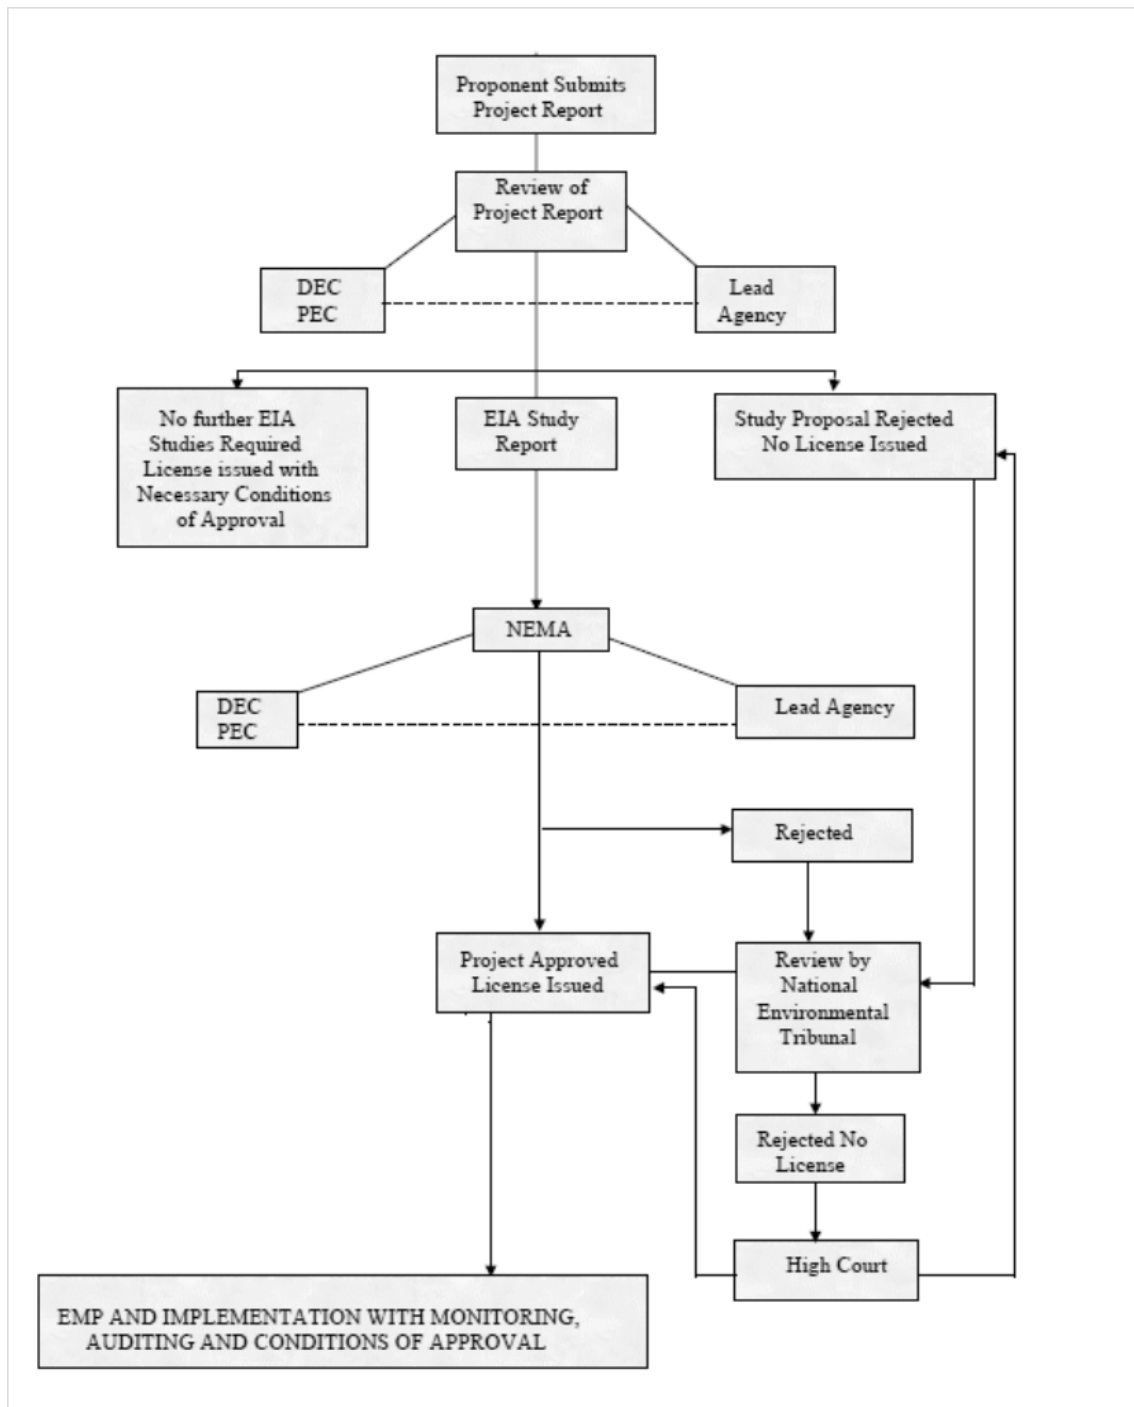 Proponent Submits
Project Report
Review of
Project Report
DEC
PEC
Lead
Agency
No further EIA
Studies Required
License issued with
Necessary Conditions
of Approval
EIA Study
Report
Study Proposal Rejected
No License Issued
NEMA
DEC
PEC
Lead Agency
Rejected
Project Approved
License Issued
Review by
National
Environmental
Tribunal
Rejected No
License
High Court
EMP AND IMPLEMENTATION WITH MONITORING,
AUDITING AND CONDITIONS OF APPROVAL